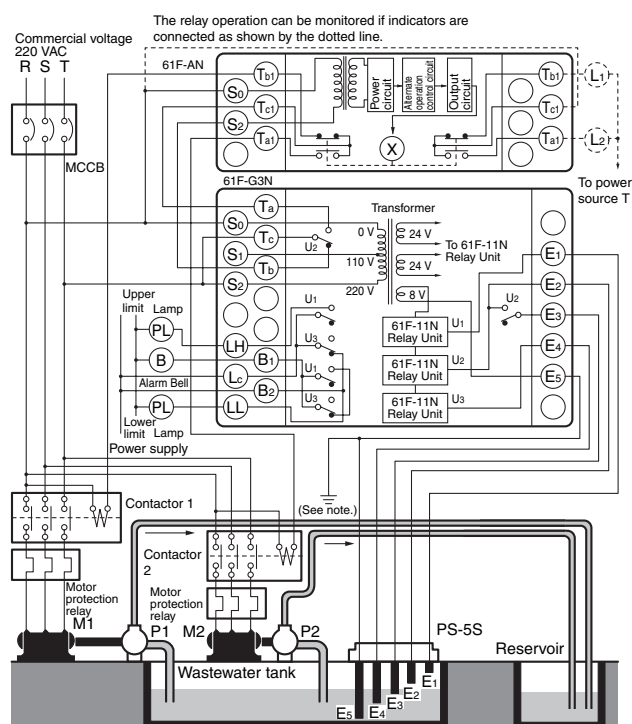 The relay operation can be monitored if indicators are
connected as shown by the dotted line.
Commercial voltage
220 VAC
R S T
MCCB
61F-AN
Tb1
S0
Tc1
S2
Ta1
Power circuit
Alternate operation control circuit
Output circuit
X
Tb1
Tc1
Ta1
L1
L2
To power
source T
61F-G3N
Ta
S0
Tc
S1
Tb
S2
U2
Transformer
0 V
110 V
220 V
24 V
24 V
8 V
To 61F-11N
Relay Unit
61F-11N
Relay Unit
U1
61F-11N
Relay Unit
U2
61F-11N
Relay Unit
U3
U2
E1
E2
E3
E4
E5
Upper
limit
Lamp
PL
B
Alarm Bell
PL
Lower
limit
Lamp
Power supply
LH
B1
Lc
B2
LL
U1
U3
U1
U3
(See note.)
Contactor 1
Contactor
2
Motor
protection
relay
Motor
protection
relay
M1
P1
M2
P2
PS-5S
Reservoir
Wastewater tank
E5
E4
E3
E2
E1